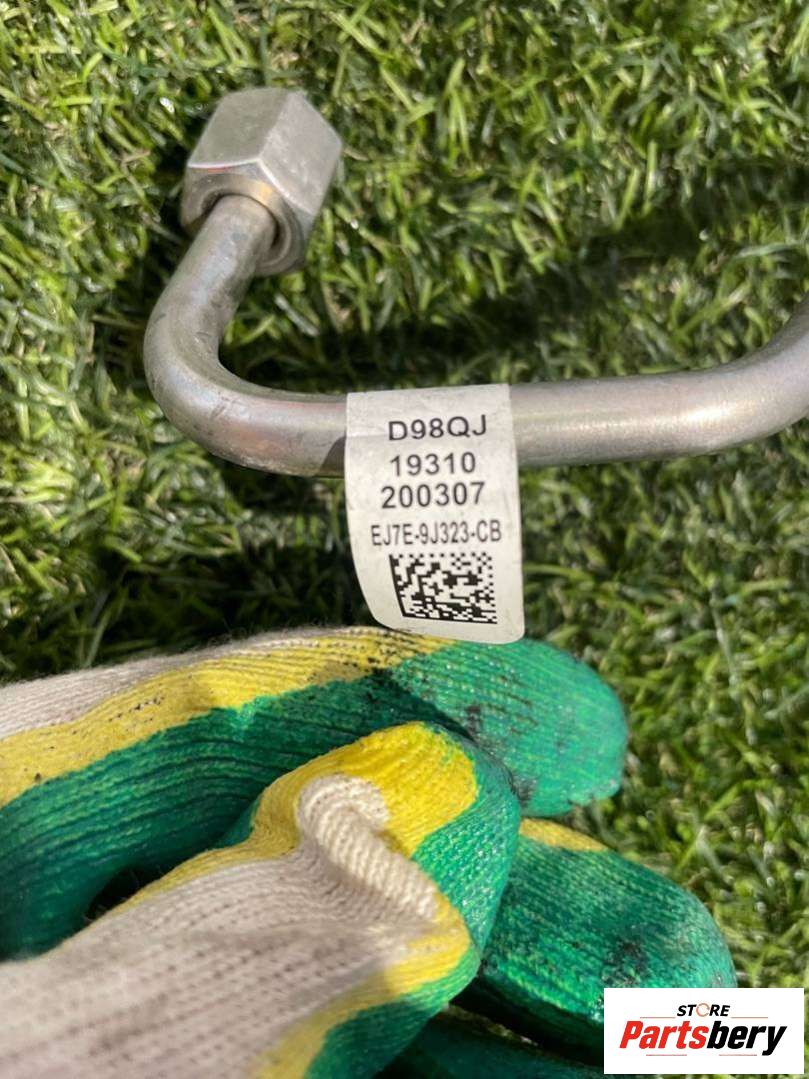 D98QJ
19310
200307
EJ7E-9J323-CB
STORE
Partsbery